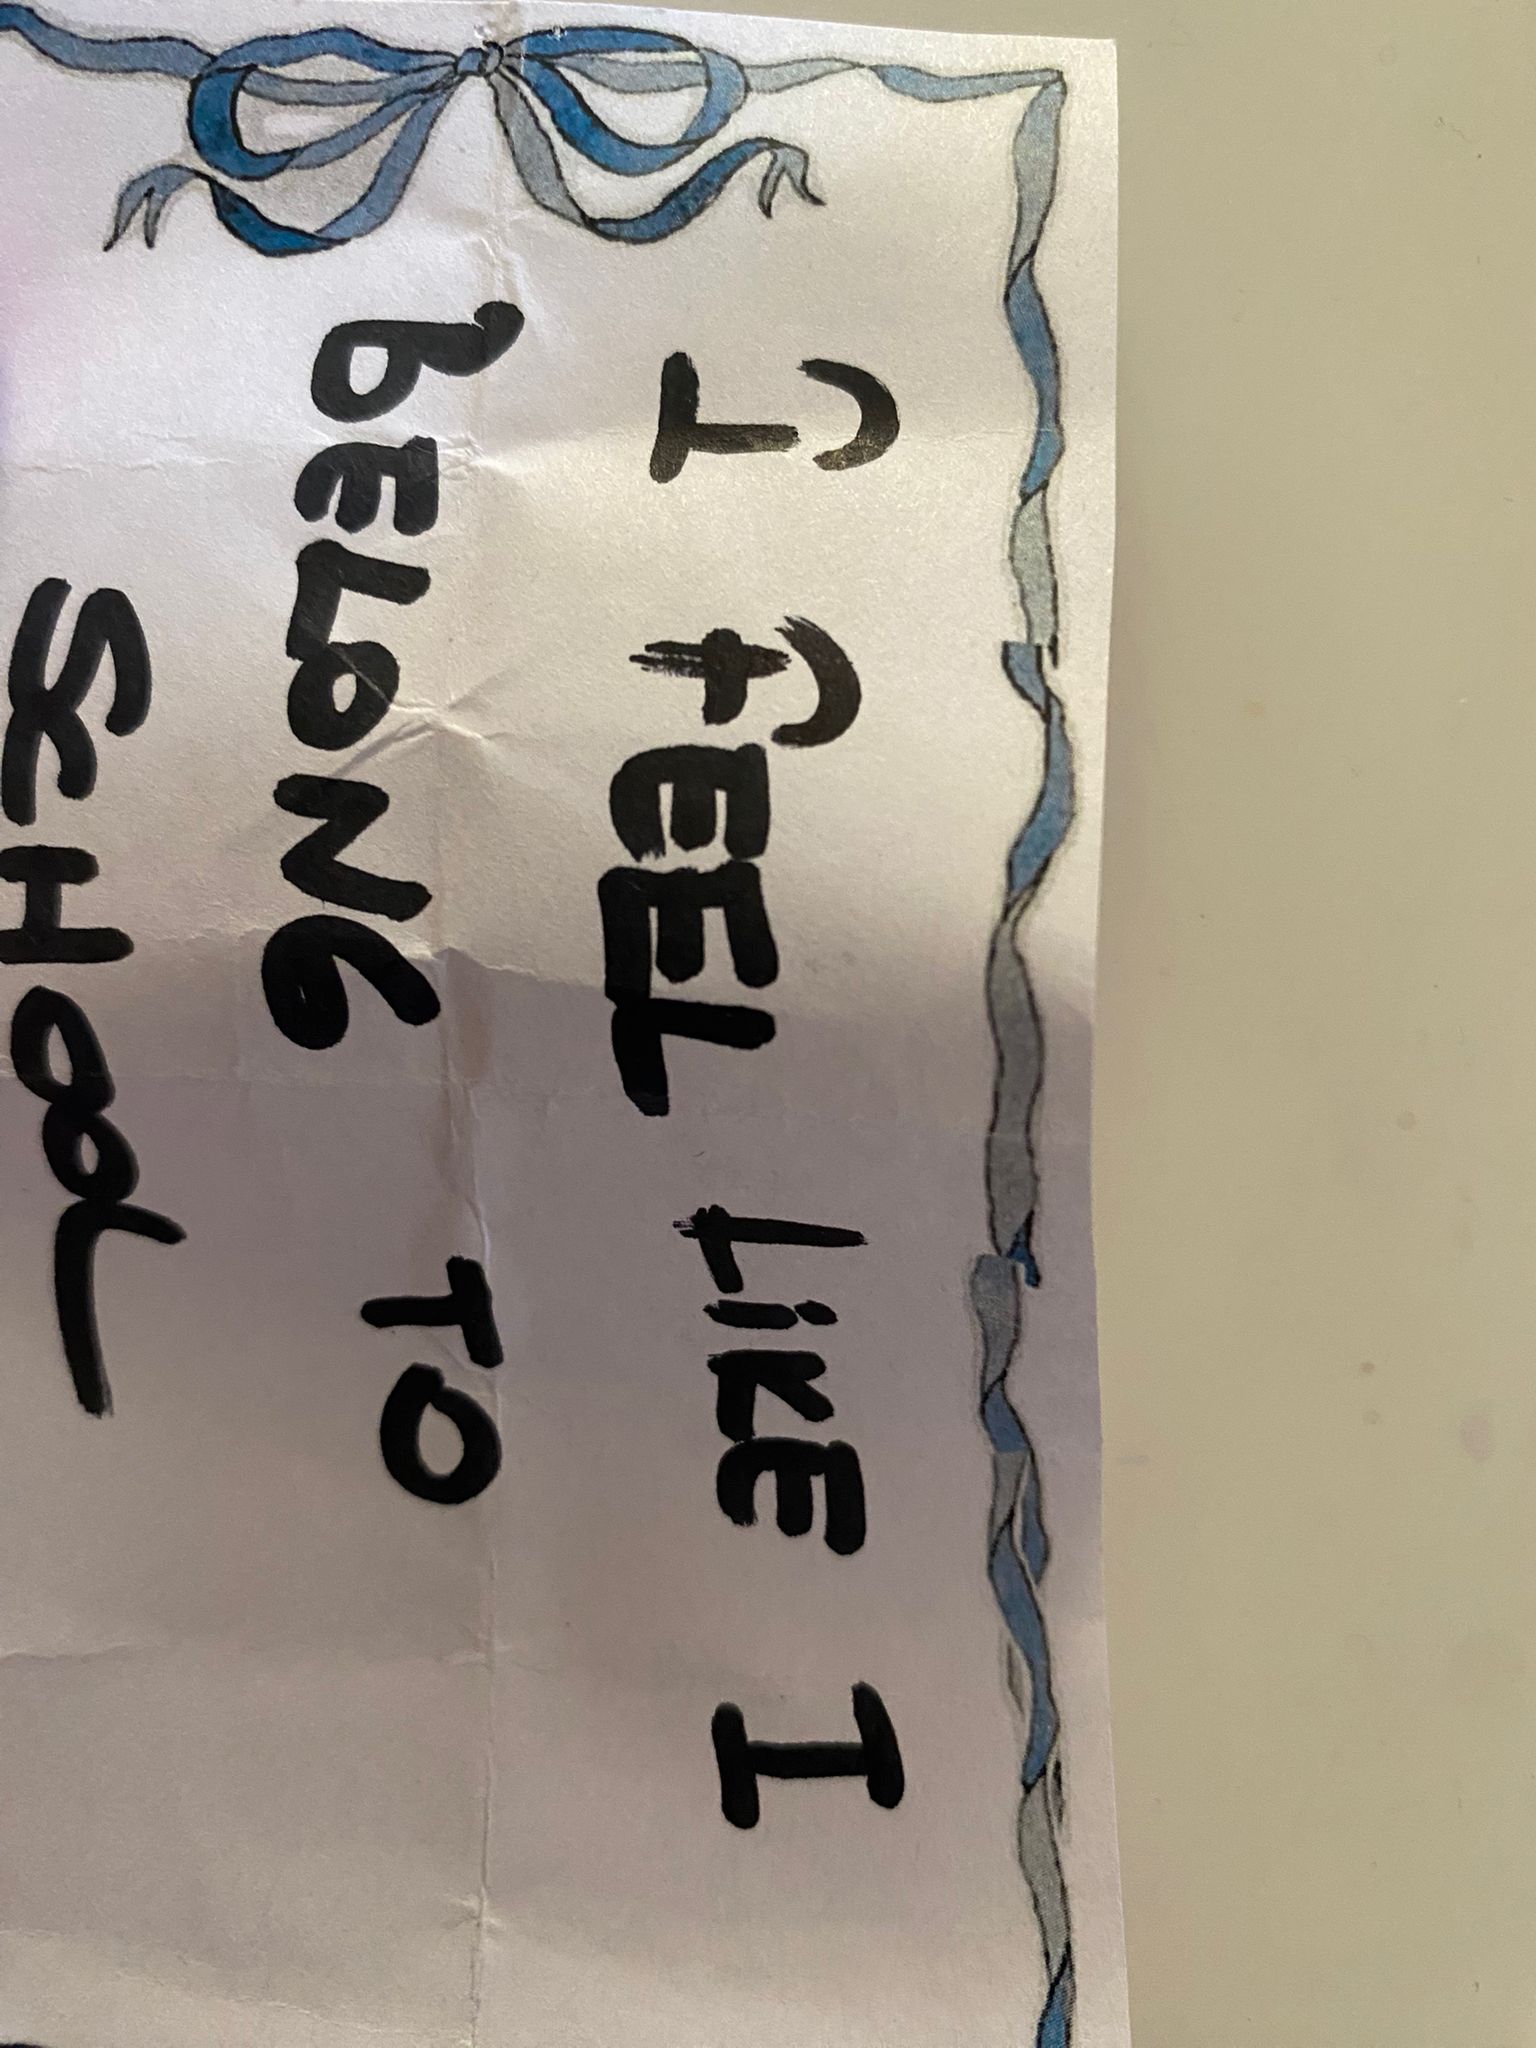 I fEEL LiKE I
bELONG TO
SCHOOL